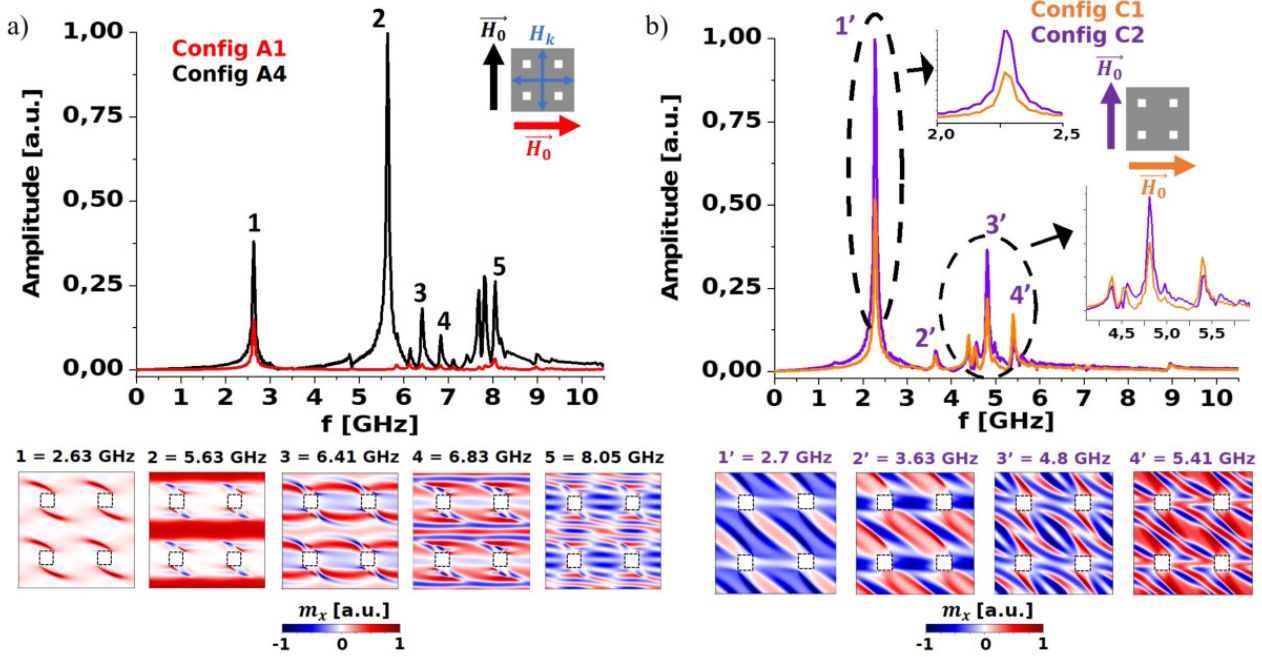 a)
Amplitude [a.u.]
1,00
0,75
0,50
0,25
0,00
0 1 2 3 4 5 6 7 8 9 10
f [GHz]
Config A1
Config A4
1
2
3
4
5
H0
Hk
H0
1 = 2.63 GHz 2 = 5.63 GHz 3 = 6.41 GHz 4 = 6.83 GHz 5 = 8.05 GHz
mx [a.u.]
-1 0 1
b)
Amplitude [a.u.]
1,00
0,75
0,50
0,25
0,00
0 1 2 3 4 5 6 7 8 9 10
f [GHz]
Config C1
Config C2
1'
2'
3'
4'
2,0 2,5
H0
H0
4,5 5,0 5,5
1' = 2.7 GHz 2' = 3.63 GHz 3' = 4.8 GHz 4' = 5.41 GHz
mx [a.u.]
-1 0 1